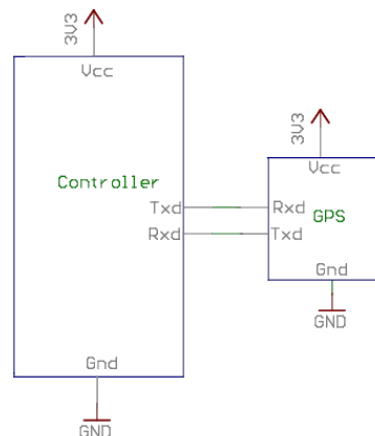 3V3
Vcc
3V3
Vcc
Controller
Txd
Rxd
GPS
Rxd
Txd
Gnd
GND
Gnd
GND